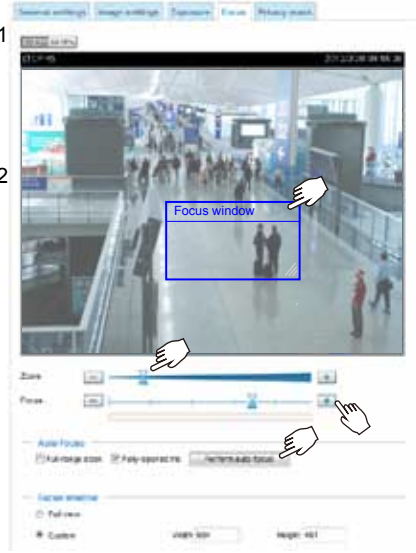 1
General settings Image settings Exposure Focus Privacy mask
2
Focus window
Zoom
Focus
Auto Focus
Full-range scan Fully-opened iris Perform auto focus
Focus window
Full view
Custom Width Height